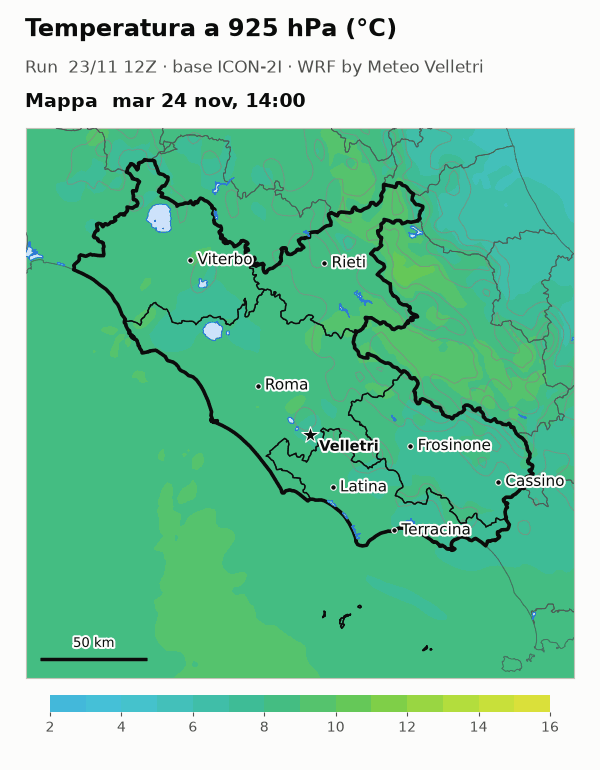 Temperatura a 925 hPa (°C)
Run  23/11 12Z · base ICON-2I · WRF by Meteo Velletri
Mappa  mar 24 nov, 14:00
Viterbo
Rieti
Roma
Velletri
Frosinone
Latina
Cassino
Terracina
50 km
2 4 6 8 10 12 14 16